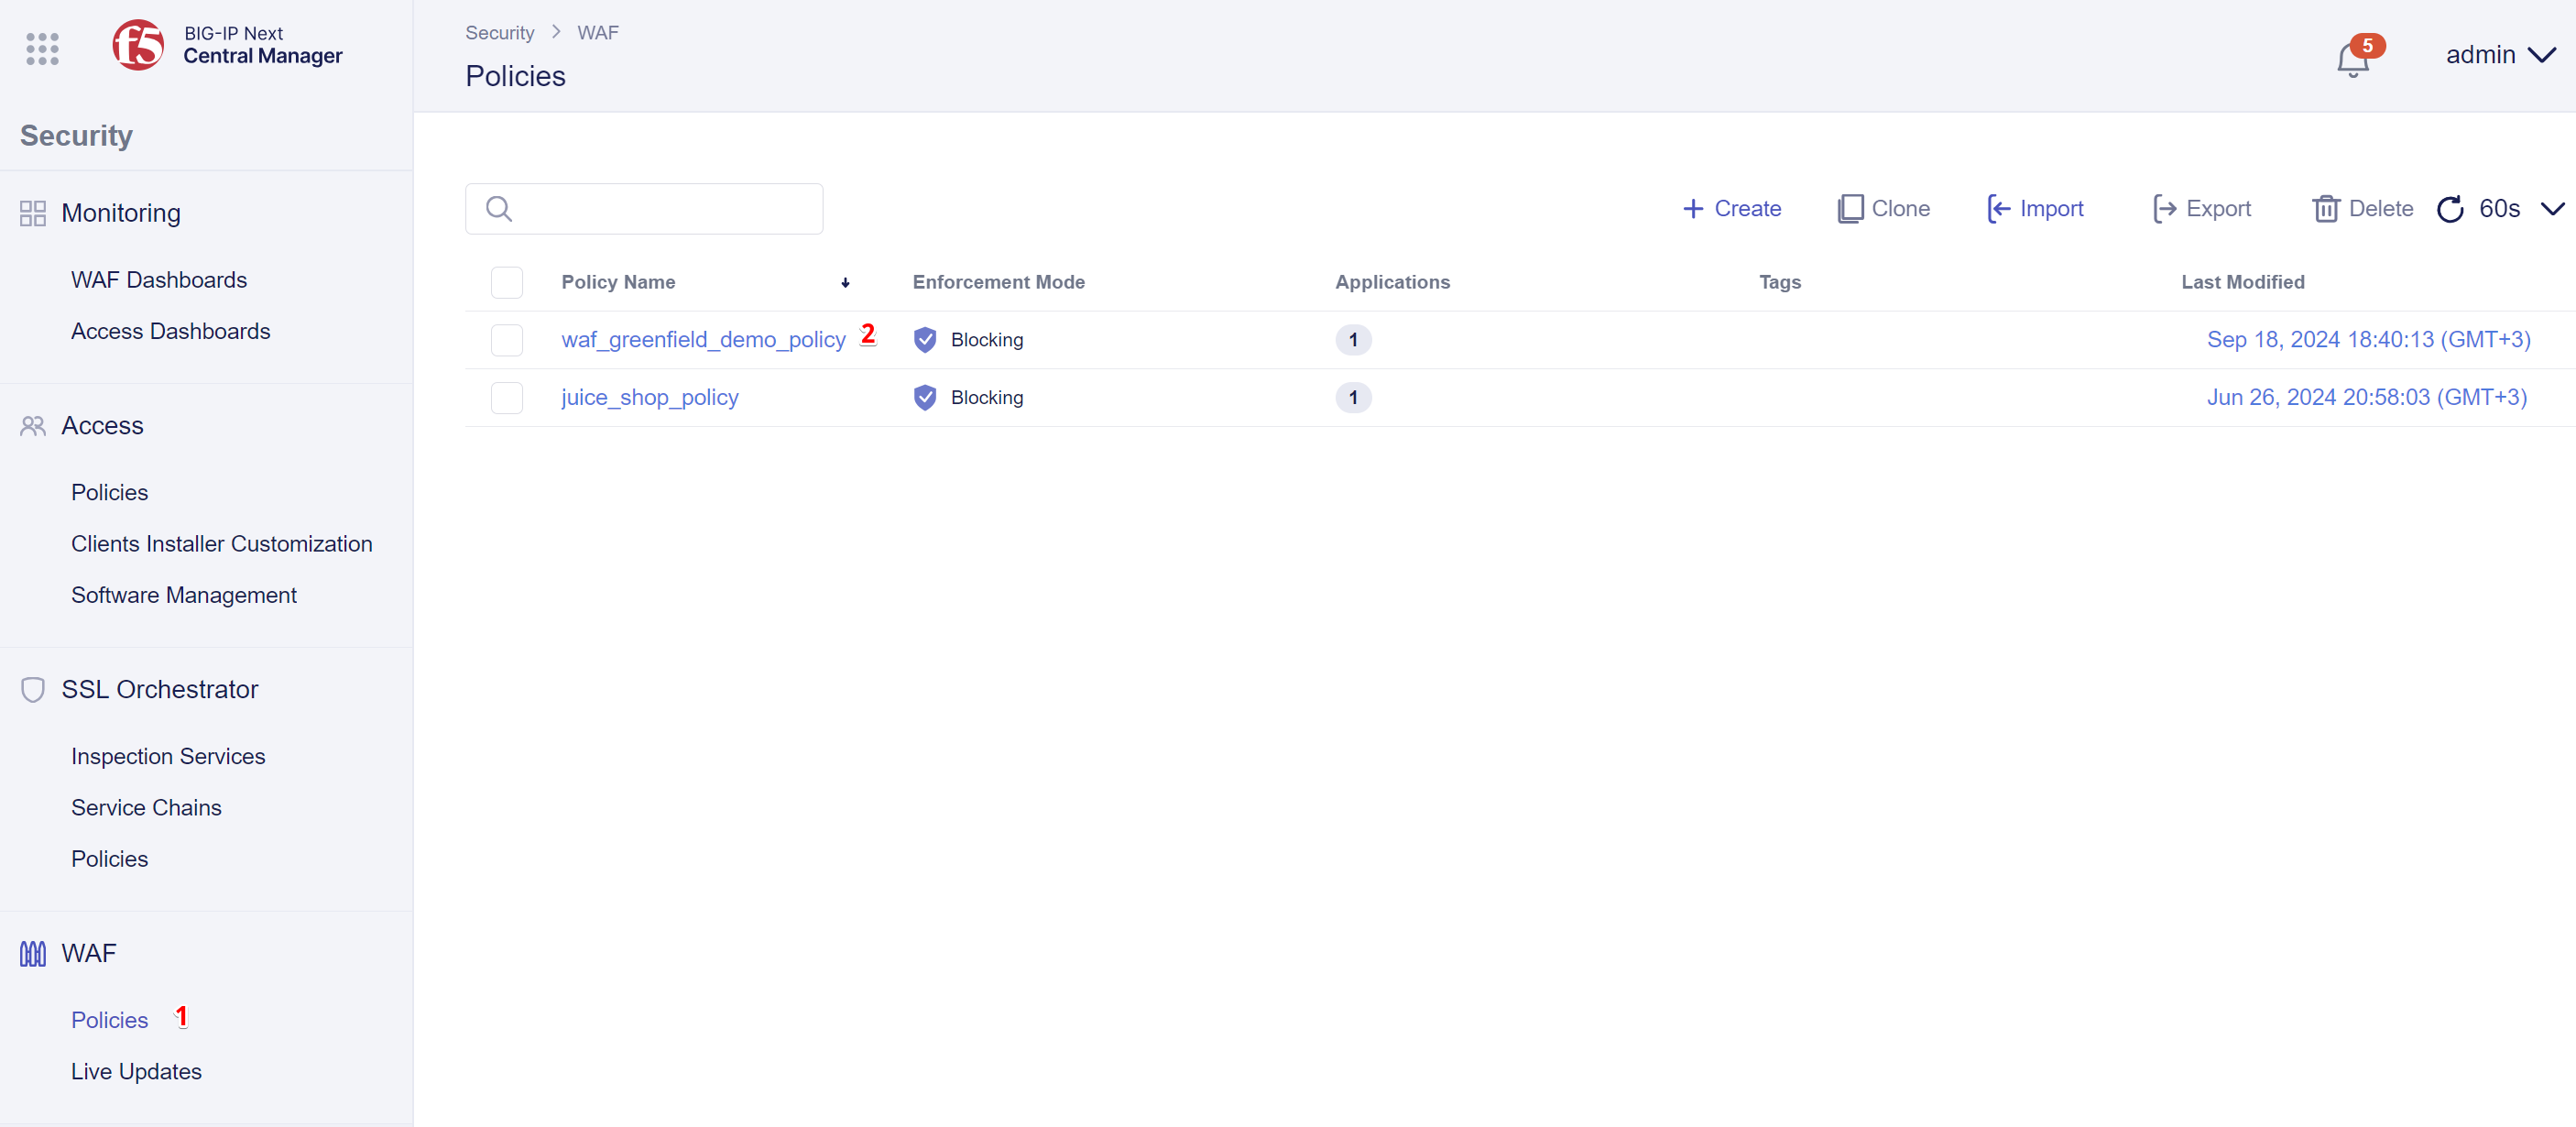 f5
BIG-IP Next
Central Manager
Security
Monitoring
WAF Dashboards
Access Dashboards
Access
Policies
Clients Installer Customization
Software Management
SSL Orchestrator
Inspection Services
Service Chains
Policies
WAF
Policies 1
Live Updates
Security > WAF
Policies
5
admin
Create Clone Import Export Delete 60s
Policy Name Enforcement Mode Applications Tags Last Modified
waf_greenfield_demo_policy 2 Blocking 1 Sep 18, 2024 18:40:13 (GMT+3)
juice_shop_policy Blocking 1 Jun 26, 2024 20:58:03 (GMT+3)